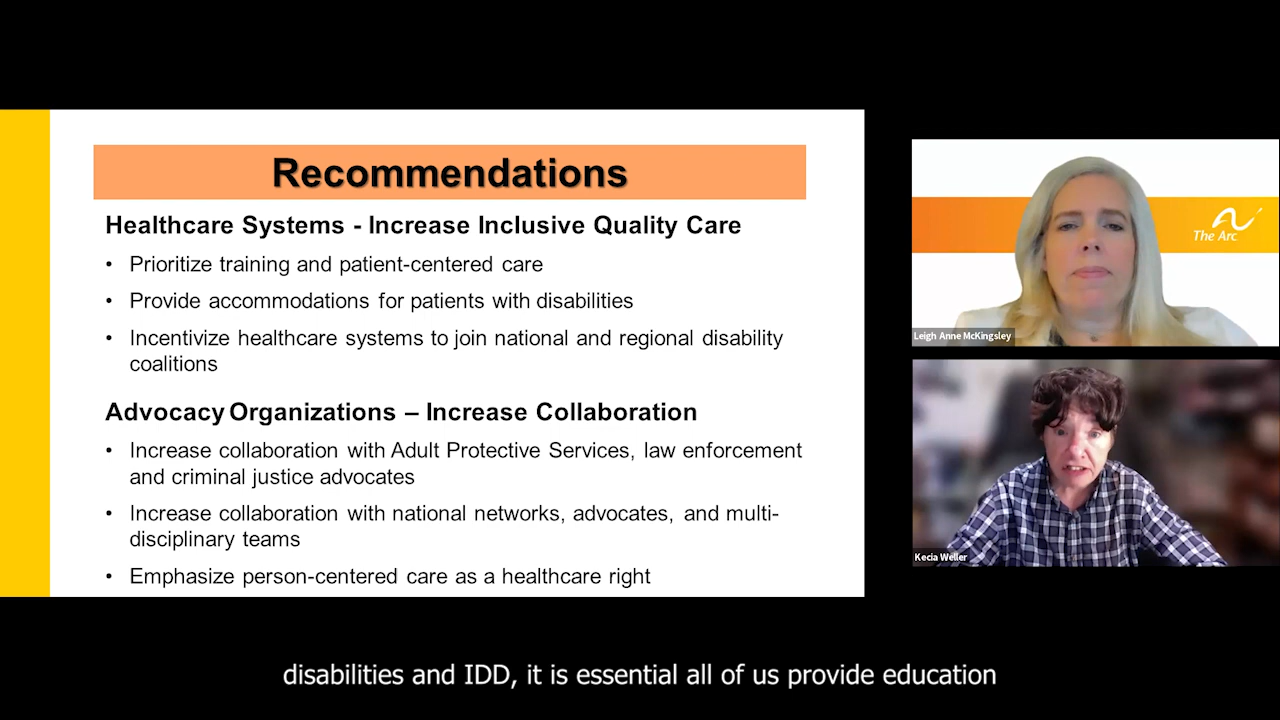 Recommendations
Healthcare Systems - Increase Inclusive Quality Care
• Prioritize training and patient-centered care
• Provide accommodations for patients with disabilities
• Incentivize healthcare systems to join national and regional disability
coalitions
Advocacy Organizations – Increase Collaboration
• Increase collaboration with Adult Protective Services, law enforcement
and criminal justice advocates
• Increase collaboration with national networks, advocates, and multi-
disciplinary teams
• Emphasize person-centered care as a healthcare right
The Arc
Leigh Anne McKingsley
Kecia Weller
disabilities and IDD, it is essential all of us provide education